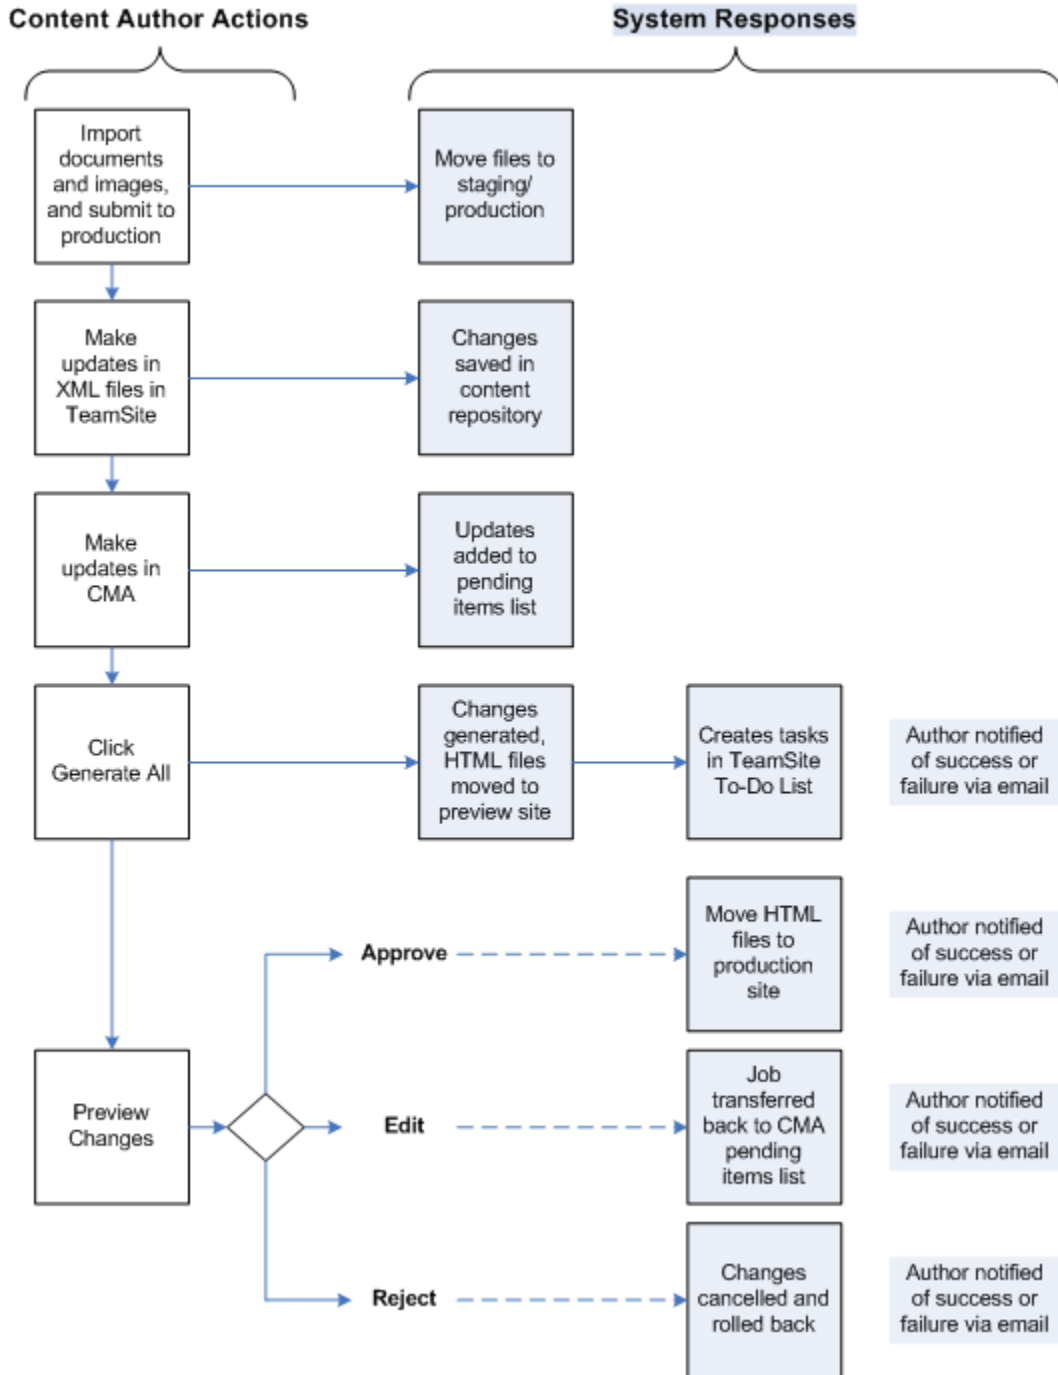 Content Author Actions
System Responses
Import
documents
and images,
and submit to
production
Move files to
staging/
production
Make
updates in
XML files in
TeamSite
Changes
saved in
content
repository
Make
updates in
CMA
Updates
added to
pending
items list
Click
Generate All
Changes
generated,
HTML files
moved to
preview site
Creates tasks
in TeamSite
To-Do List
Author notified
of success or
failure via email
Approve
Move HTML
files to
production
site
Author notified
of success or
failure via email
Preview
Changes
Edit
Job
transferred
back to CMA
pending
items list
Author notified
of success or
failure via email
Reject
Changes
cancelled and
rolled back
Author notified
of success or
failure via email